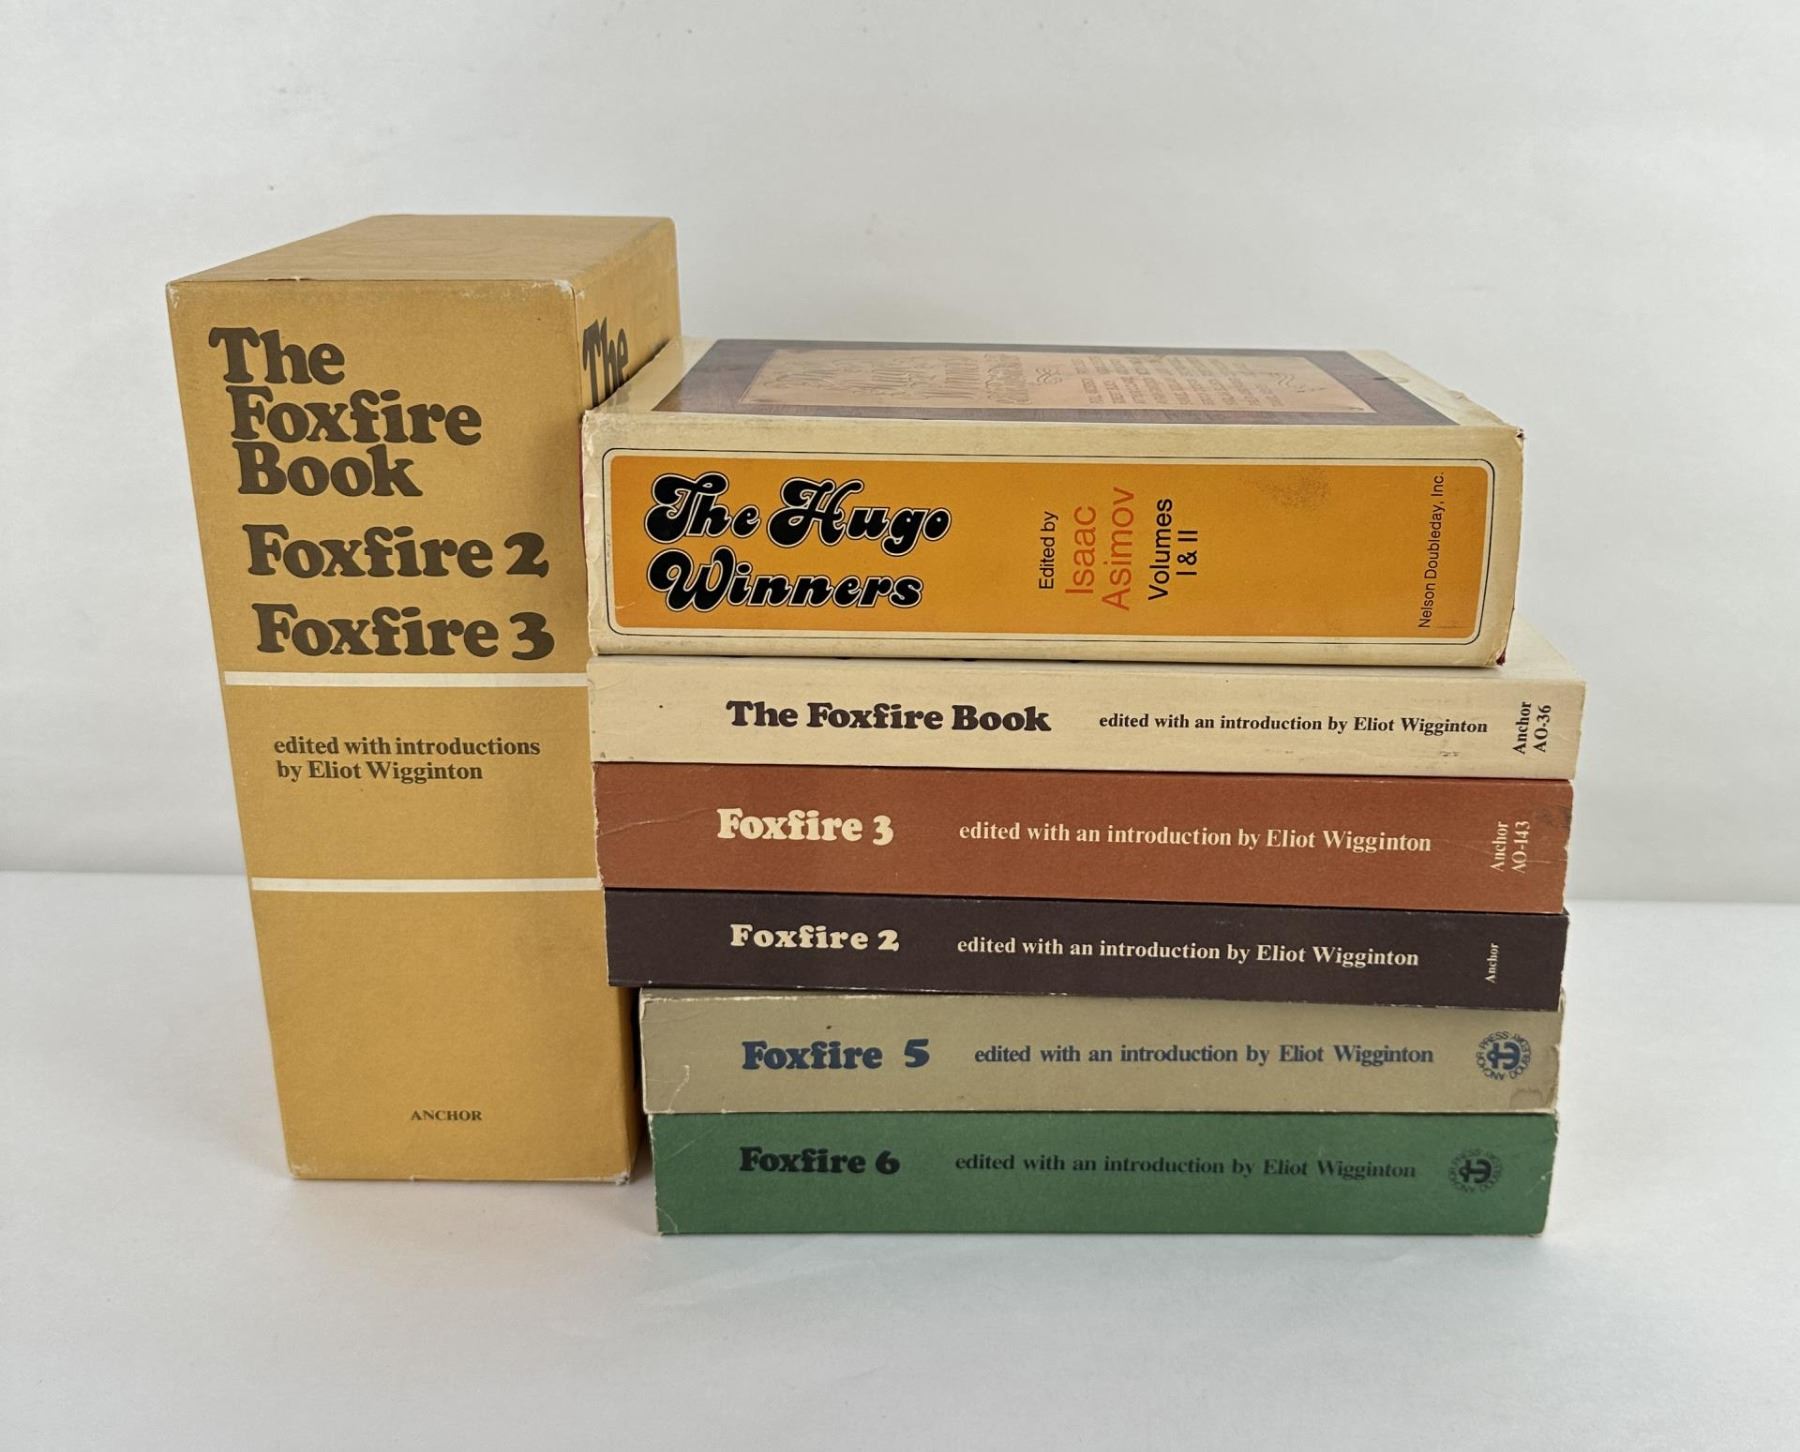 The
Foxfire
Book
Foxfire 2
Foxfire 3
edited with introductions
by Eliot Wigginton
ANCHOR
The
The Hugo
Winners
Edited by
Isaac
Asimov
Volumes
I & II
Nelson Doubleday, Inc.
The Foxfire Book edited with an introduction by Eliot Wigginton Anchor
AO-36
Foxfire 3 edited with an introduction by Eliot Wigginton Anchor
AO-143
Foxfire 2 edited with an introduction by Eliot Wigginton Anchor
Foxfire 5 edited with an introduction by Eliot Wigginton ANCHOR PRESS DOUBLEDAY
Foxfire 6 edited with an introduction by Eliot Wigginton